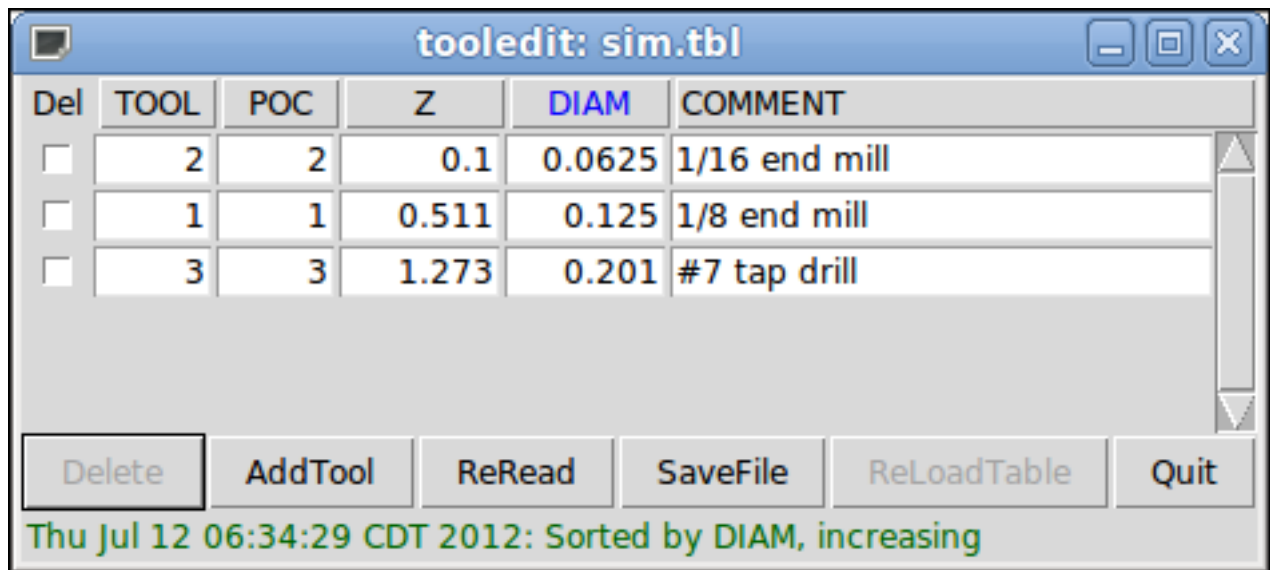 tooledit: sim.tbl
Del TOOL POC Z DIAM COMMENT
2 2 0.1 0.0625 1/16 end mill
1 1 0.511 0.125 1/8 end mill
3 3 1.273 0.201 #7 tap drill
Delete AddTool ReRead SaveFile ReLoadTable Quit
Thu Jul 12 06:34:29 CDT 2012: Sorted by DIAM, increasing